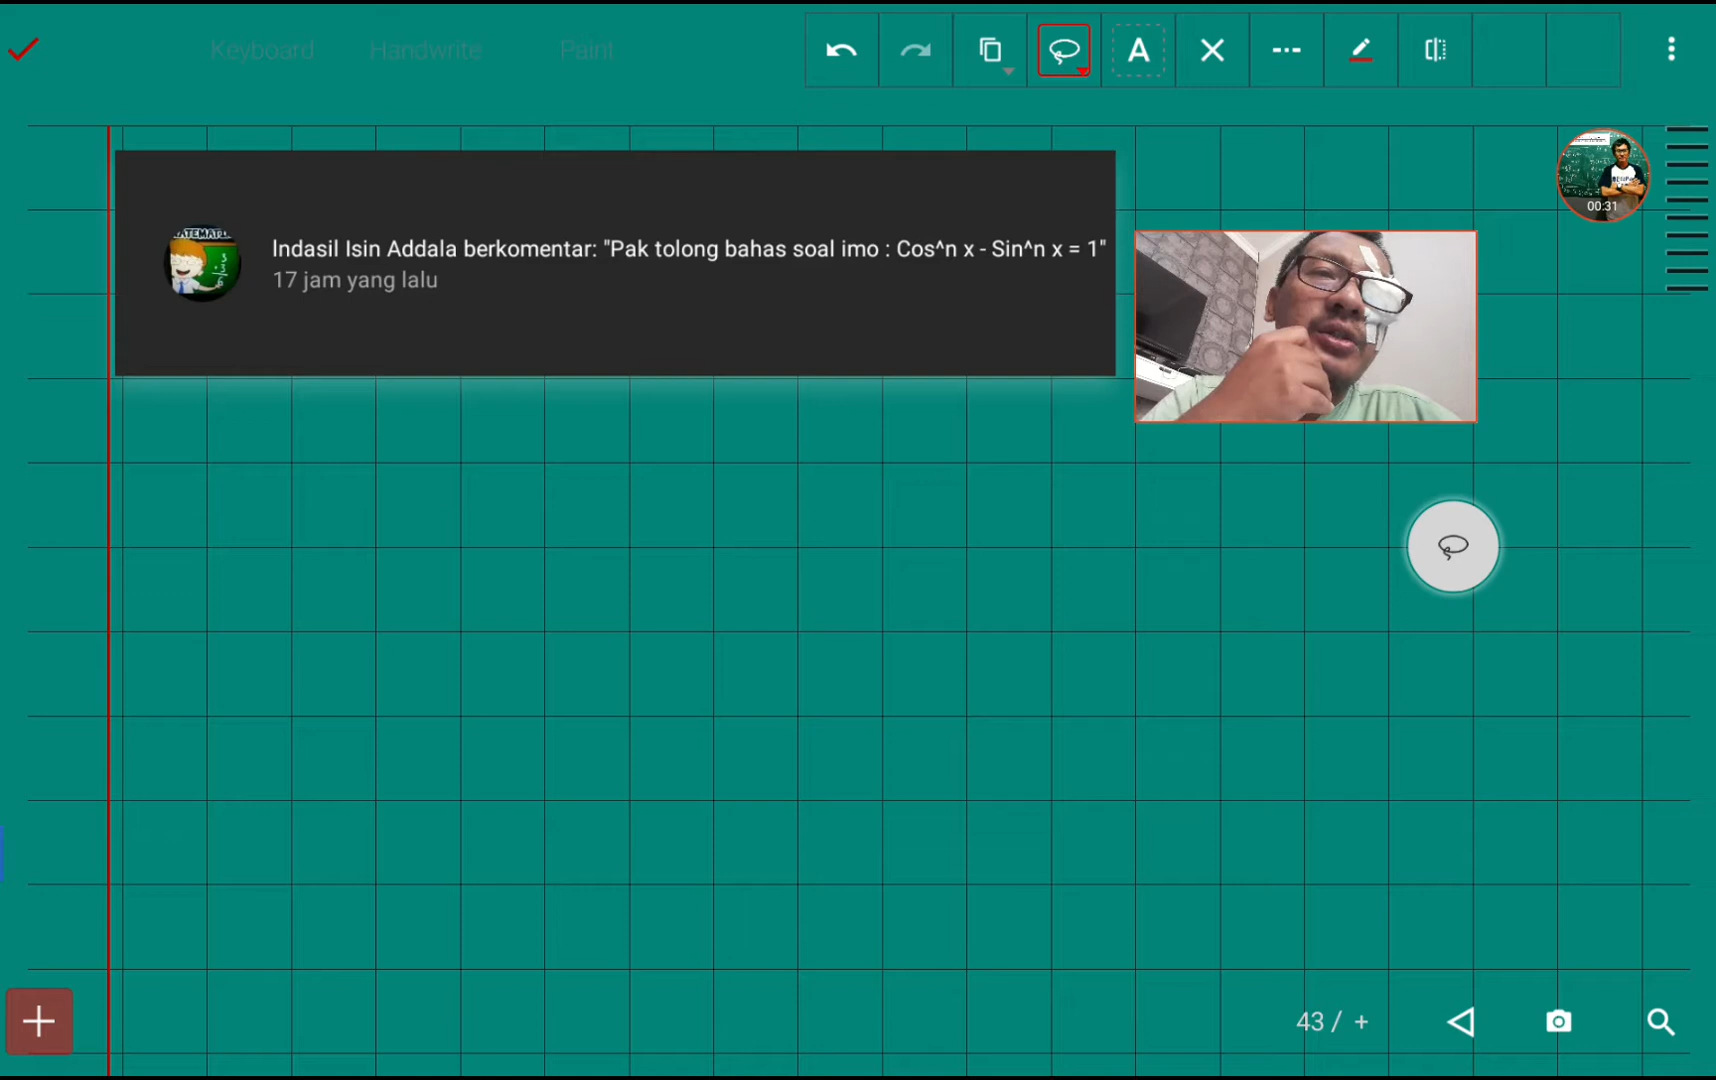 Keyboard Handwrite Paint
A
00:31
Indasil Isin Addala berkomentar: "Pak tolong bahas soal imo : Cos^n x - Sin^n x = 1"
17 jam yang lalu
43 / +